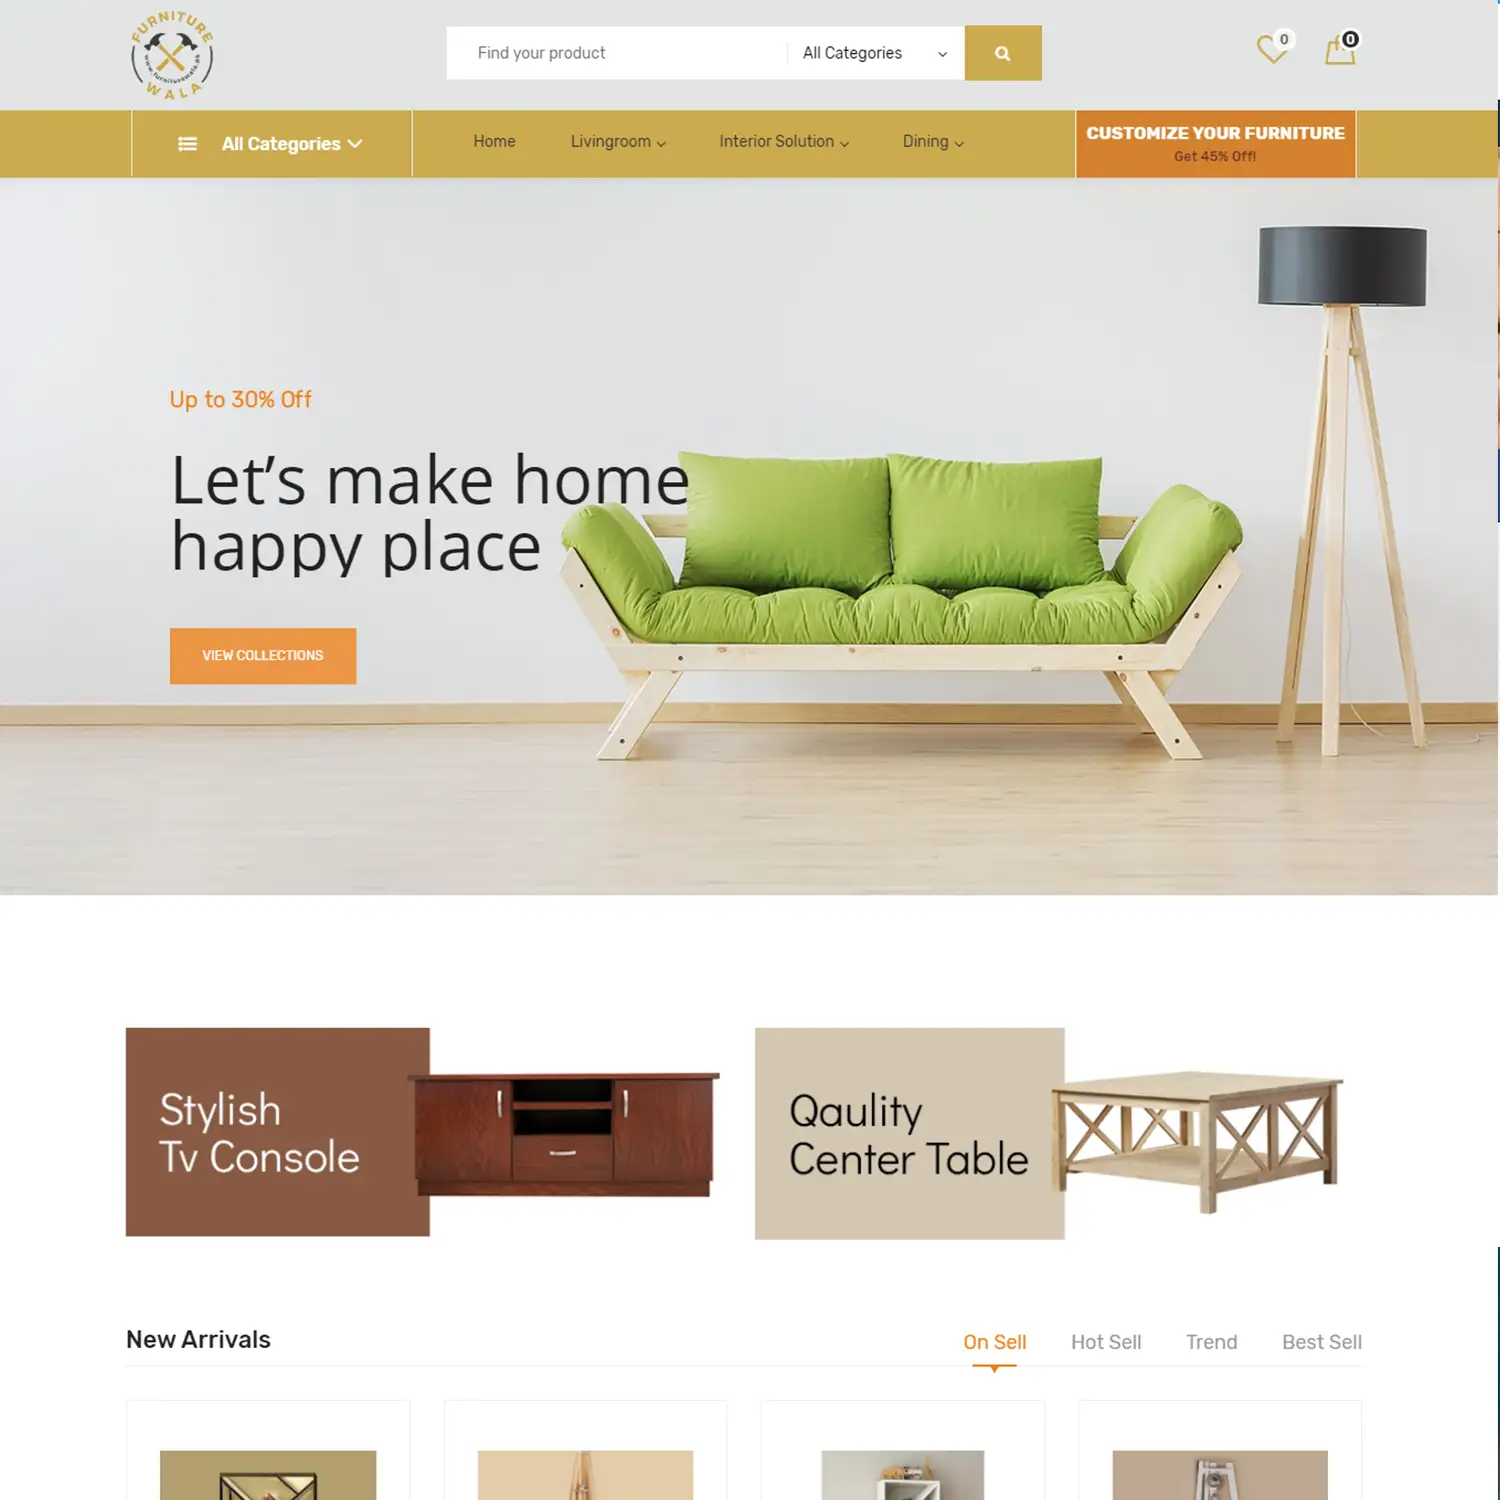 FURNITURE
www.furniturewala.pk
WALA
Find your product
All Categories
0
0
All Categories
Home
Livingroom
Interior Solution
Dining
CUSTOMIZE YOUR FURNITURE
Get 45% Off!
Up to 30% Off
Let’s make home
happy place
VIEW COLLECTIONS
Stylish
Tv Console
Qaulity
Center Table
New Arrivals
On Sell
Hot Sell
Trend
Best Sell